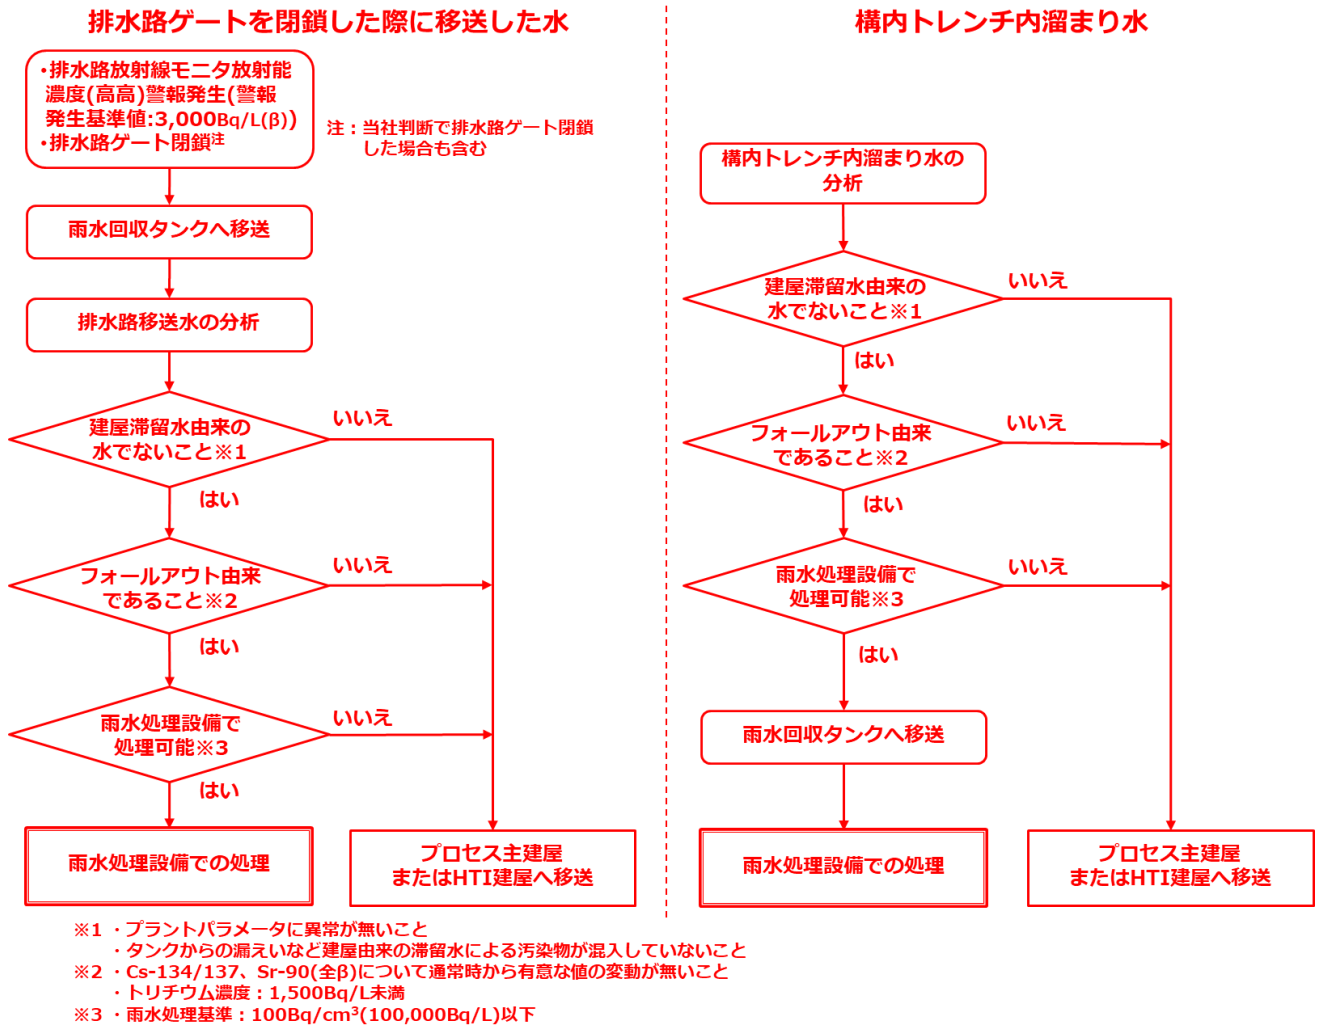 排水路ゲートを閉鎖した際に移送した水
・排水路放射線モニタ放射能
濃度(高高)警報発生(警報
発生基準値:3,000Bq/L(β))
・排水路ゲート閉鎖注
注：当社判断で排水路ゲート閉鎖
した場合も含む
雨水回収タンクへ移送
排水路移送水の分析
建屋滞留水由来の
水でないこと※1
いいえ
はい
フォールアウト由来
であること※2
いいえ
はい
雨水処理設備で
処理可能※3
いいえ
はい
雨水処理設備での処理
プロセス主建屋
またはHTI建屋へ移送
構内トレンチ内溜まり水
構内トレンチ内溜まり水の
分析
建屋滞留水由来の
水でないこと※1
いいえ
はい
フォールアウト由来
であること※2
いいえ
はい
雨水処理設備で
処理可能※3
いいえ
はい
雨水回収タンクへ移送
雨水処理設備での処理
プロセス主建屋
またはHTI建屋へ移送
※1 ・プラントパラメータに異常が無いこと
・タンクからの漏えいなど建屋由来の滞留水による汚染物が混入していないこと
※2 ・Cs-134/137、Sr-90(全β)について通常時から有意な値の変動が無いこと
・トリチウム濃度：1,500Bq/L未満
※3 ・雨水処理基準：100Bq/cm³(100,000Bq/L)以下